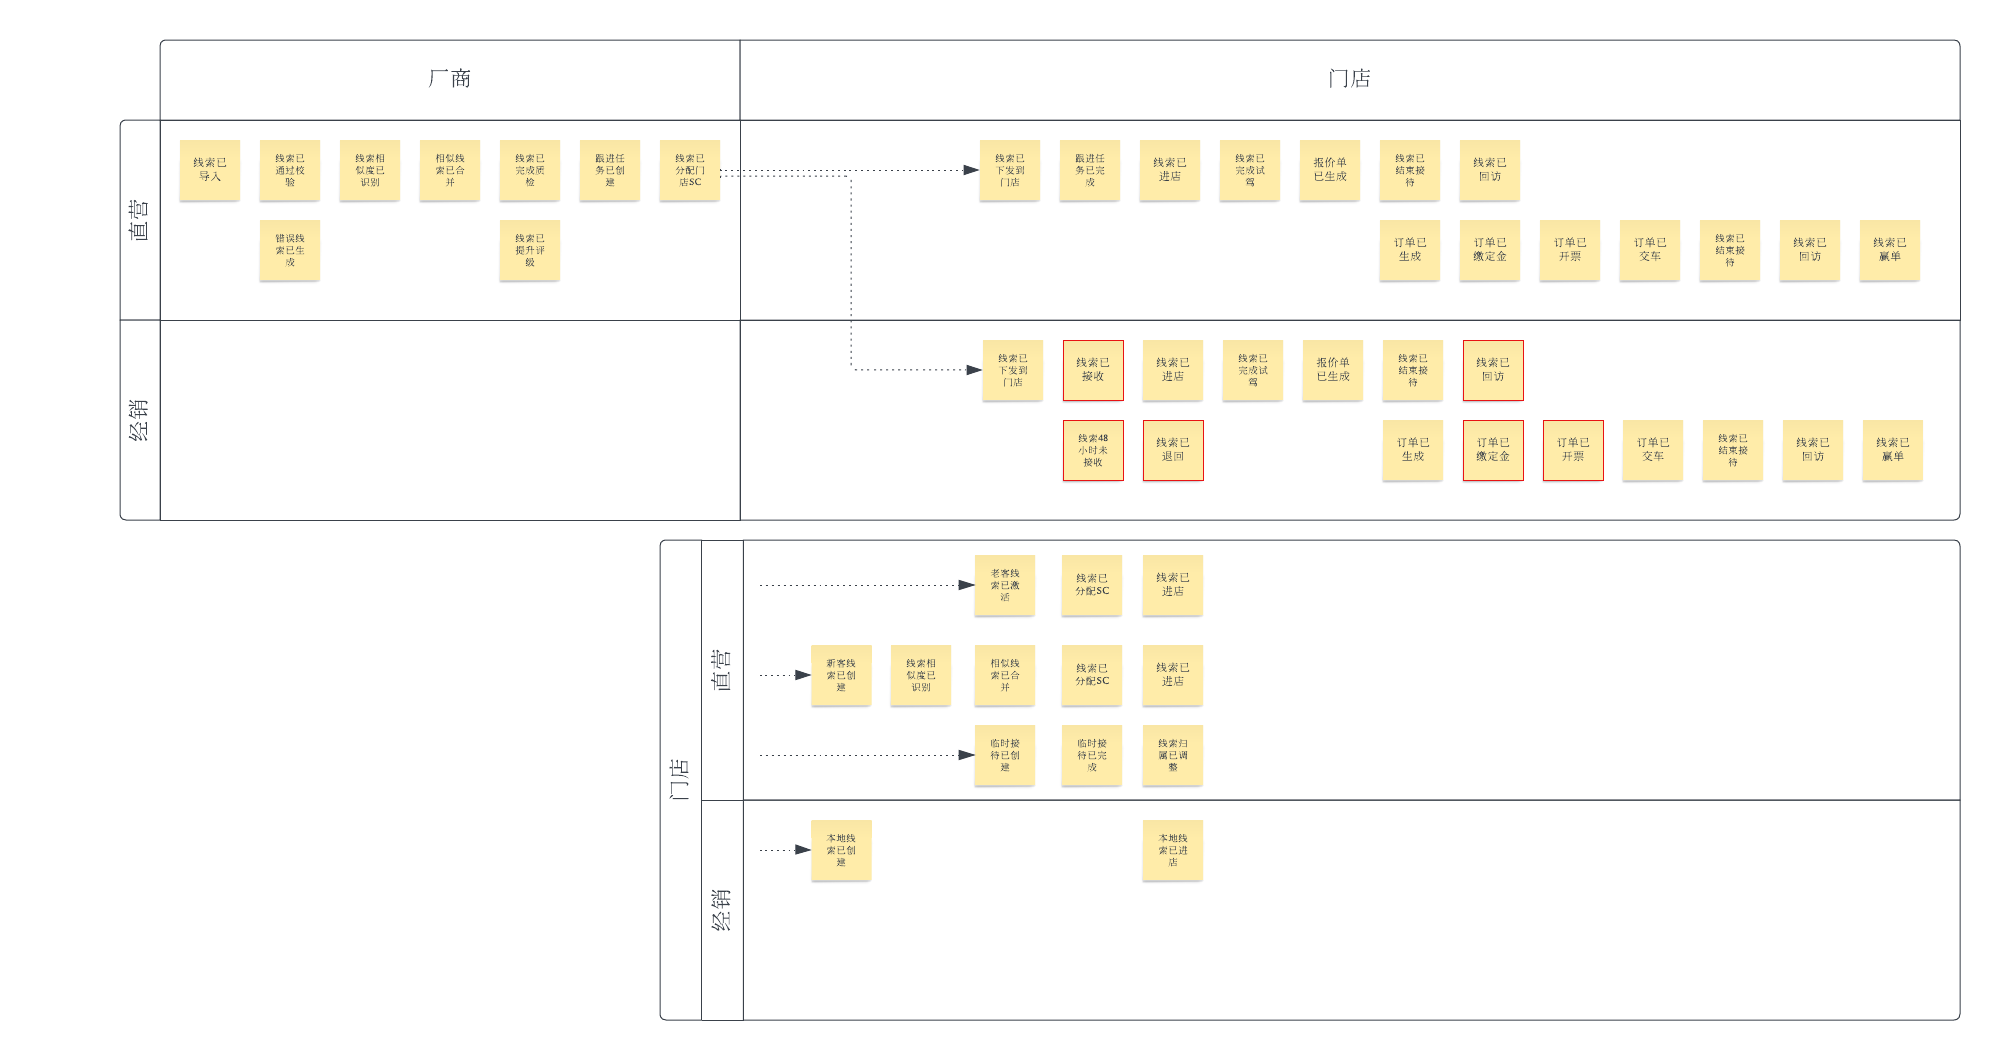 厂商
门店
直营
线索已
导入
线索已
通过校
验
线索相
似度已
识别
相似线
索已合
并
线索已
完成质
检
跟进任
务已创
建
线索已
分配门
店SC
线索已
下发到
门店
跟进任
务已完
成
线索已
进店
线索已
完成试
驾
报价单
已生成
线索已
结束接
待
线索已
回访
错误线
索已生
成
线索已
提升评
级
订单已
生成
订单已
缴定金
订单已
开票
订单已
交车
线索已
结束接
待
线索已
回访
线索已
赢单
经销
线索已
下发到
门店
线索已
接收
线索已
进店
线索已
完成试
驾
报价单
已生成
线索已
结束接
待
线索已
回访
线索48
小时未
接收
线索已
退回
订单已
生成
订单已
缴定金
订单已
开票
订单已
交车
线索已
结束接
待
线索已
回访
线索已
赢单
门店
直营
老客线
索已激
活
线索已
分配SC
线索已
进店
新客线
索已创
建
线索相
似度已
识别
相似线
索已合
并
线索已
分配SC
线索已
进店
临时接
待已创
建
临时接
待已完
成
线索归
属已调
整
经销
本地线
索已创
建
本地线
索已进
店